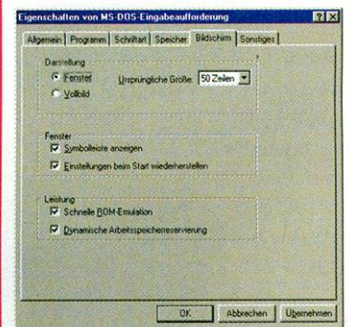 Eigenschaften von MS-DOS-Eingabeaufforderung
Allgemein Programm Schriftart Speicher Bildschirm Sonstiges
Darstellung
Fenster Ursprüngliche Größe: 50 Zeilen
Vollbild
Fenster
Symbolleiste anzeigen
Einstellungen beim Start wiederherstellen
Leistung
Schnelle ROM-Emulation
Dynamische Arbeitsspeicherreservierung
OK Abbrechen Übernehmen